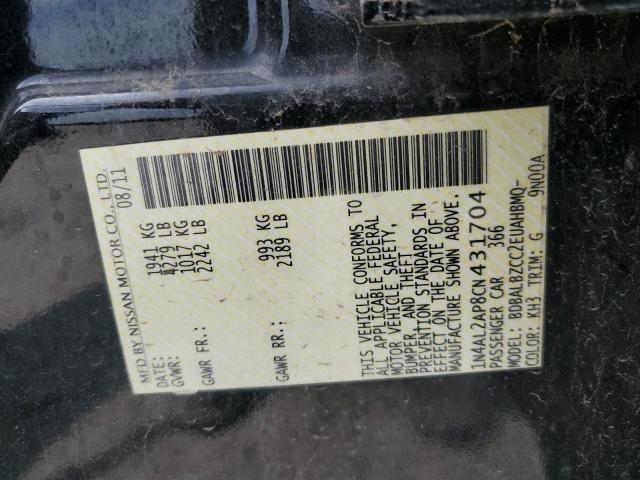 MFD BY NISSAN MOTOR CO., LTD.
DATE: 08/11
GVWR: 1941 KG
4279 LB
GAWR FR.: 1017 KG
2242 LB
GAWR RR.: 993 KG
2189 LB
THIS VEHICLE CONFORMS TO
ALL APPLICABLE FEDERAL
MOTOR VEHICLE SAFETY,
BUMPER, AND THEFT
PREVENTION STANDARDS IN
EFFECT ON THE DATE OF
MANUFACTURE SHOWN ABOVE.
1N4AL2AP8CN431704
PASSENGER CAR 366
MODEL: BDBALBZCCZEUAHBMQ-
COLOR: KH3 TRIM: G 9N00A